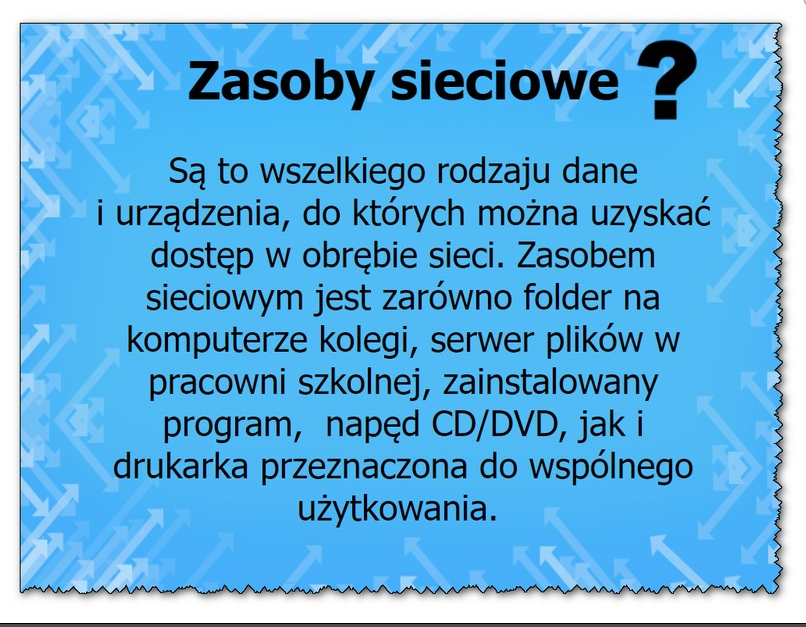 Zasoby sieciowe ?
Są to wszelkiego rodzaju dane
i urządzenia, do których można uzyskać
dostęp w obrębie sieci. Zasobem
sieciowym jest zarówno folder na
komputerze kolegi, serwer plików w
pracowni szkolnej, zainstalowany
program,  napęd CD/DVD, jak i
drukarka przeznaczona do wspólnego
użytkowania.